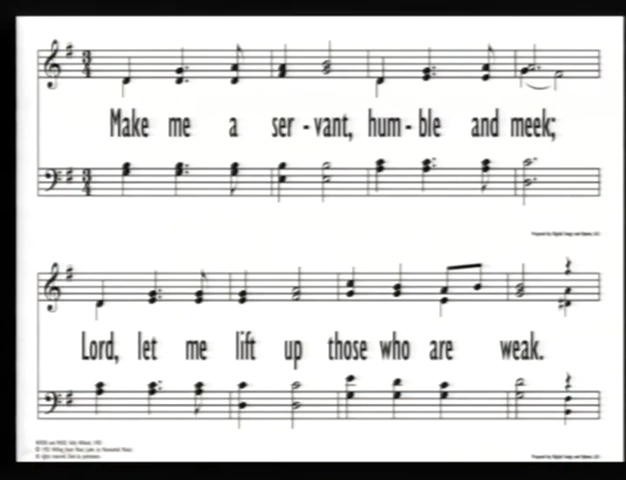 Make me a ser - vant, hum - ble and meek;
Lord, let me lift up those who are weak.